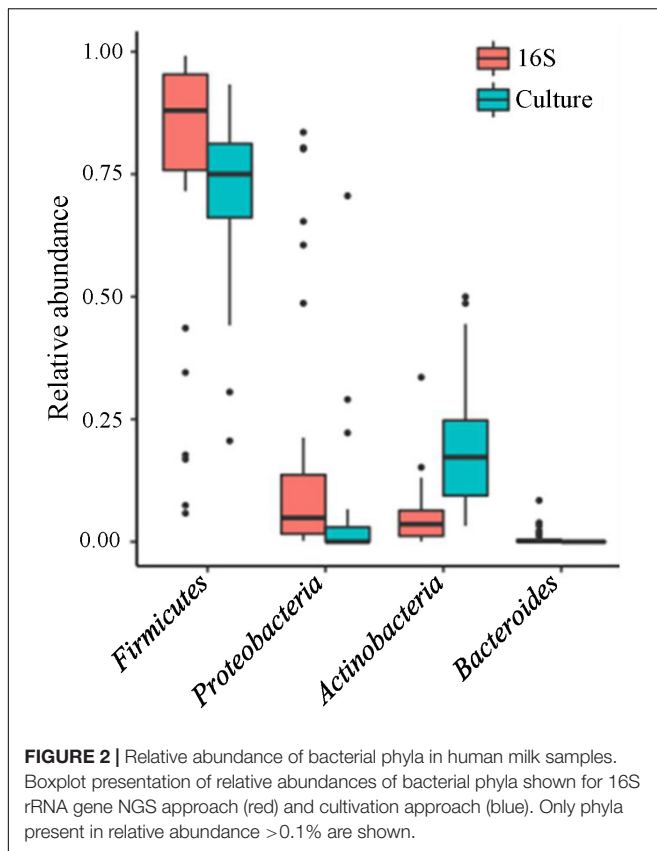 1.00
0.75
0.50
0.25
0.00
Relative abundance
16S
Culture
Firmicutes
Proteobacteria
Actinobacteria
Bacteroides
FIGURE 2 | Relative abundance of bacterial phyla in human milk samples.
Boxplot presentation of relative abundances of bacterial phyla shown for 16S
rRNA gene NGS approach (red) and cultivation approach (blue). Only phyla
present in relative abundance >0.1% are shown.